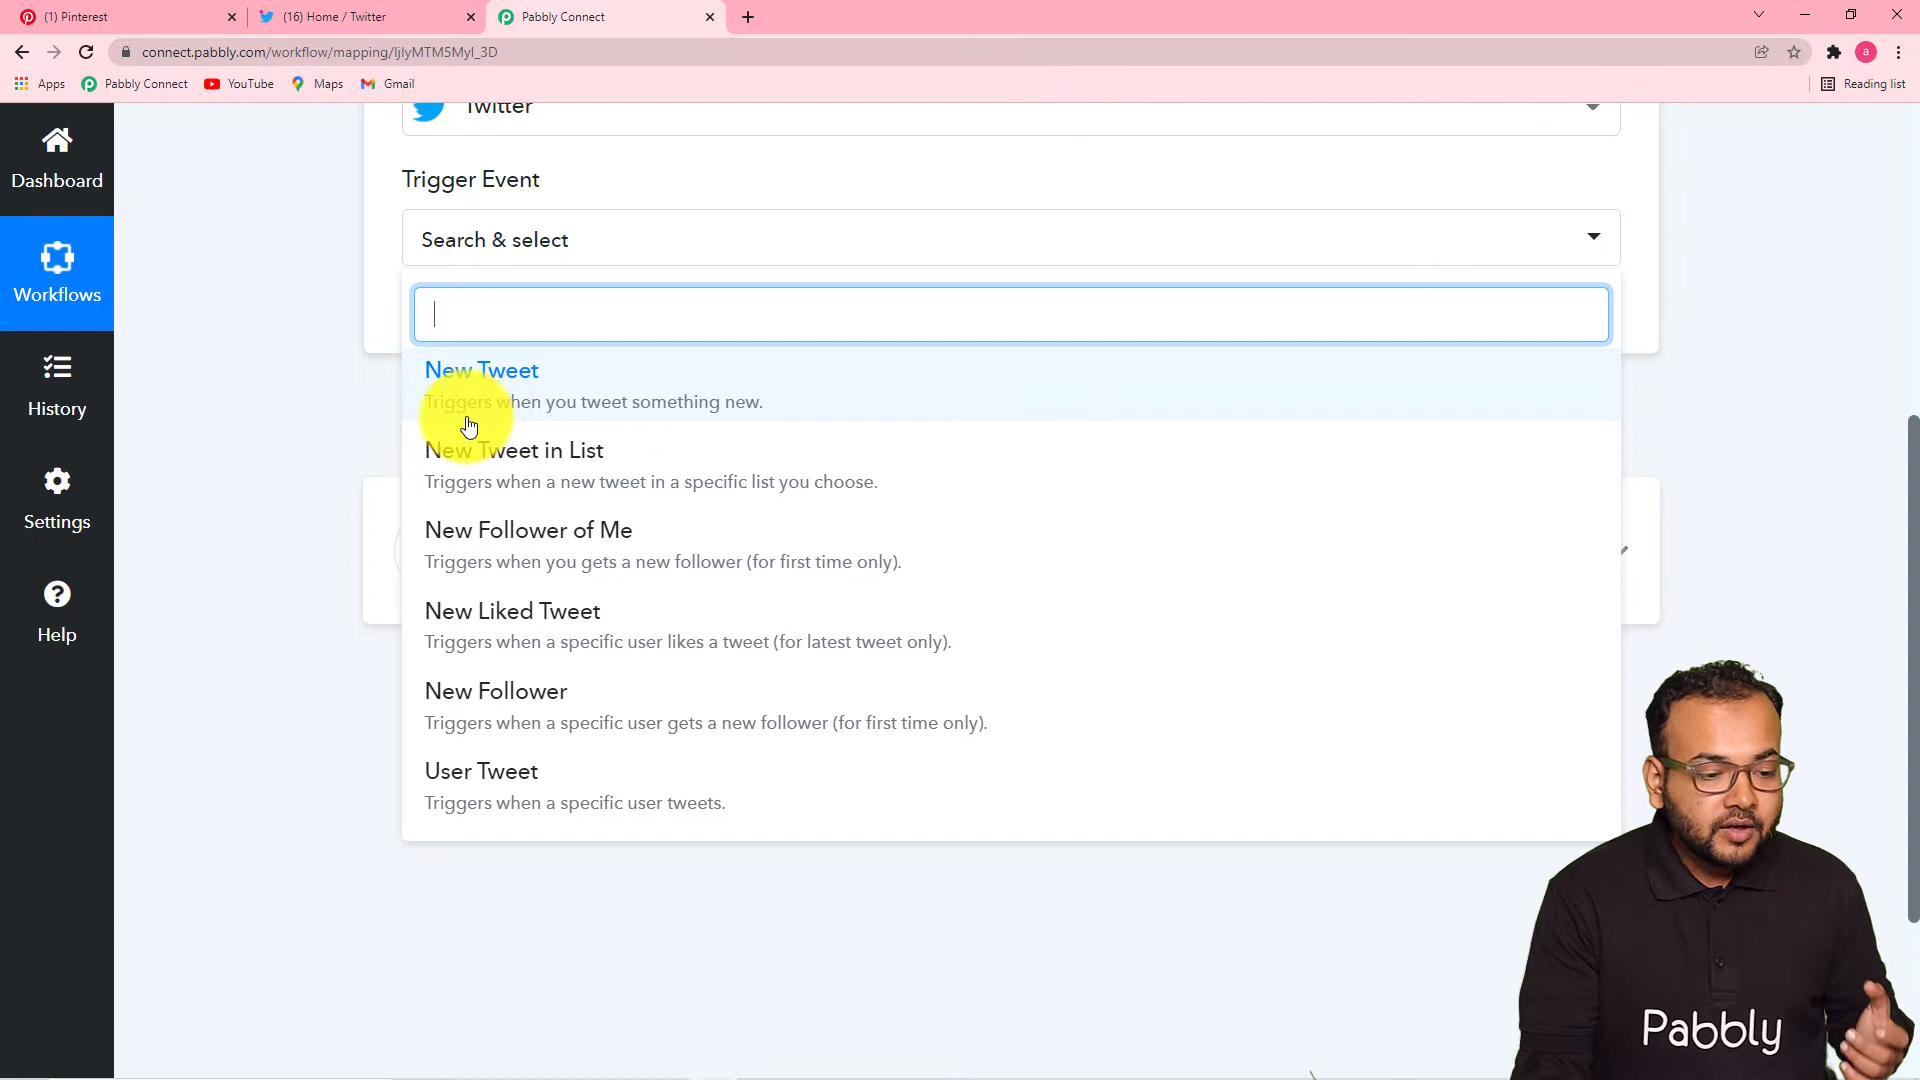 (1) Pinterest
(16) Home / Twitter
Pabbly Connect
connect.pabbly.com/workflow/mapping/IjIyMTM5MyI_3D
a
Apps
Pabbly Connect
YouTube
Maps
Gmail
Reading list
Dashboard
Workflows
History
Settings
Help
Twitter
Trigger Event
Search & select
New Tweet
Triggers when you tweet something new.
New Tweet in List
Triggers when a new tweet in a specific list you choose.
New Follower of Me
Triggers when you gets a new follower (for first time only).
New Liked Tweet
Triggers when a specific user likes a tweet (for latest tweet only).
New Follower
Triggers when a specific user gets a new follower (for first time only).
User Tweet
Triggers when a specific user tweets.
Pabbly